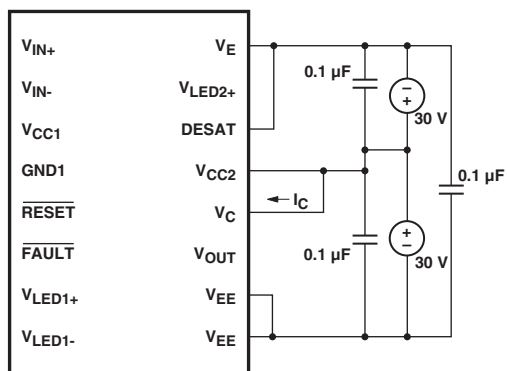 VIN+
VE
0.1 µF
VIN-
VLED2+
−
+
30 V
VCC1
DESAT
GND1
VCC2
0.1 µF
← IC
RESET
VC
FAULT
VOUT
0.1 µF
+
−
30 V
VLED1+
VEE
VLED1-
VEE